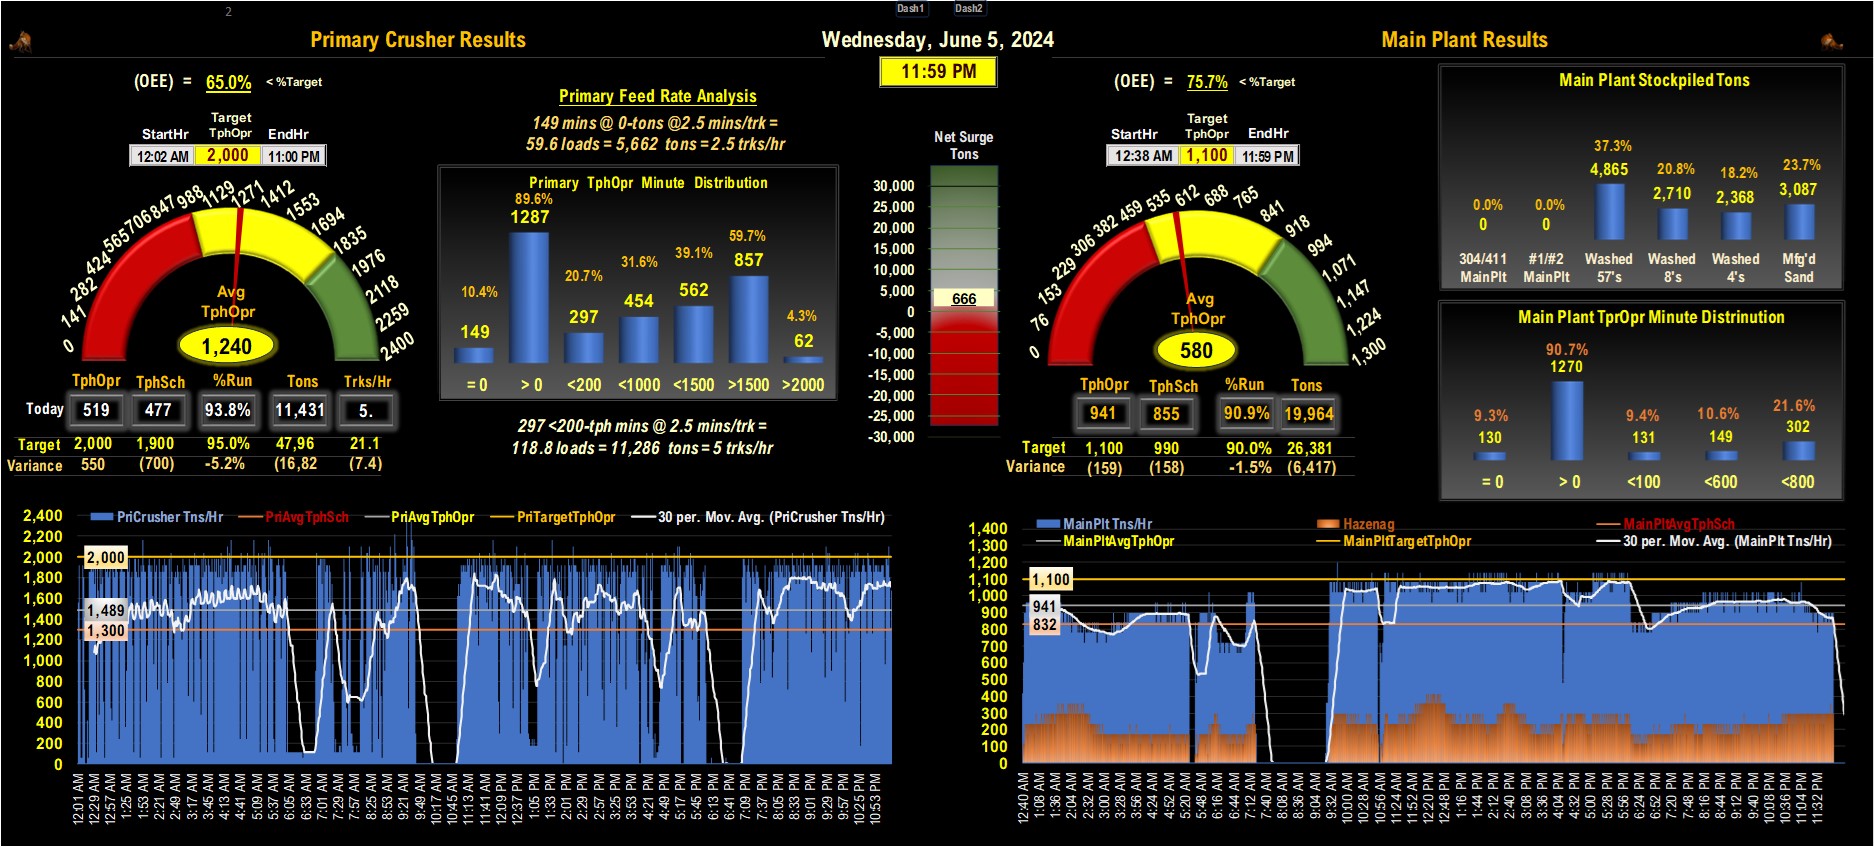 2
Dash1 Dash2
Primary Crusher Results
Wednesday, June 5, 2024
Main Plant Results
11:59 PM
(OEE) = 65.0% < %Target
Target
StartHr TphOpr EndHr
12:02 AM 2,000 11:00 PM
0 141 282 424 565 706 847 988 1129 1271 1412 1553 1694 1835 1976 2118 2259 2400
Avg
TphOpr
1,240
TphOpr TphSch %Run Tons Trks/Hr
Today 519 477 93.8% 11,431 5.
Target 2,000 1,900 95.0% 47,96 21.1
Variance 550 (700) -5.2% (16,82 (7.4)
Primary Feed Rate Analysis
149 mins @ 0-tons @2.5 mins/trk =
59.6 loads = 5,662 tons = 2.5 trks/hr
Primary TphOpr Minute Distribution
10.4% 89.6% 20.7% 31.6% 39.1% 59.7% 4.3%
149 1287 297 454 562 857 62
= 0 > 0 <200 <1000 <1500 >1500 >2000
297 <200-tph mins @ 2.5 mins/trk =
118.8 loads = 11,286 tons = 5 trks/hr
Net Surge
Tons
30,000
25,000
20,000
15,000
10,000
5,000
0
-5,000
-10,000
-15,000
-20,000
-25,000
-30,000
666
(OEE) = 75.7% < %Target
Target
StartHr TphOpr EndHr
12:38 AM 1,100 11:59 PM
0 76 153 229 306 382 459 535 612 688 765 841 918 994 1,071 1,147 1,224 1,300
Avg
TphOpr
580
TphOpr TphSch %Run Tons
941 855 90.9% 19,964
Target 1,100 990 90.0% 26,381
Variance (159) (158) -1.5% (6,417)
Main Plant Stockpiled Tons
0.0% 0.0% 37.3% 20.8% 18.2% 23.7%
0 0 4,865 2,710 2,368 3,087
304/411 #1/#2 Washed Washed Washed Mfg'd
MainPlt MainPlt 57's 8's 4's Sand
Main Plant TprOpr Minute Distrinution
9.3% 90.7% 9.4% 10.6% 21.6%
130 1270 131 149 302
= 0 > 0 <100 <600 <800
PriCrusher Tns/Hr PriAvgTphSch PriAvgTphOpr PriTargetTphOpr 30 per. Mov. Avg. (PriCrusher Tns/Hr)
2,400
2,200
2,000
1,800
1,600
1,400
1,200
1,000
800
600
400
200
0
2,000
1,489
1,300
12:01 AM 12:29 AM 12:57 AM 1:25 AM 1:53 AM 2:21 AM 2:49 AM 3:17 AM 3:45 AM 4:13 AM 4:41 AM 5:09 AM 5:37 AM 6:05 AM 6:33 AM 7:01 AM 7:29 AM 7:57 AM 8:25 AM 8:53 AM 9:21 AM 9:49 AM 10:17 AM 10:45 AM 11:13 AM 11:41 AM 12:09 PM 12:37 PM 1:05 PM 1:33 PM 2:01 PM 2:29 PM 2:57 PM 3:25 PM 3:53 PM 4:21 PM 4:49 PM 5:17 PM 5:45 PM 6:13 PM 6:41 PM 7:09 PM 7:37 PM 8:05 PM 8:33 PM 9:01 PM 9:29 PM 9:57 PM 10:25 PM 10:53 PM
MainPlt Tns/Hr Hazenag MainPltAvgTphSch
MainPltAvgTphOpr MainPltTargetTphOpr 30 per. Mov. Avg. (MainPlt Tns/Hr)
1,400
1,300
1,200
1,100
1,000
900
800
700
600
500
400
300
200
100
0
1,100
941
832
12:40 AM 1:08 AM 1:36 AM 2:04 AM 2:32 AM 3:00 AM 3:28 AM 3:56 AM 4:24 AM 4:52 AM 5:20 AM 5:48 AM 6:16 AM 6:44 AM 7:12 AM 7:40 AM 8:08 AM 8:36 AM 9:04 AM 9:32 AM 10:00 AM 10:28 AM 10:56 AM 11:24 AM 11:52 AM 12:20 PM 12:48 PM 1:16 PM 1:44 PM 2:12 PM 2:40 PM 3:08 PM 3:36 PM 4:04 PM 4:32 PM 5:00 PM 5:28 PM 5:56 PM 6:24 PM 6:52 PM 7:20 PM 7:48 PM 8:16 PM 8:44 PM 9:12 PM 9:40 PM 10:08 PM 10:36 PM 11:04 PM 11:32 PM